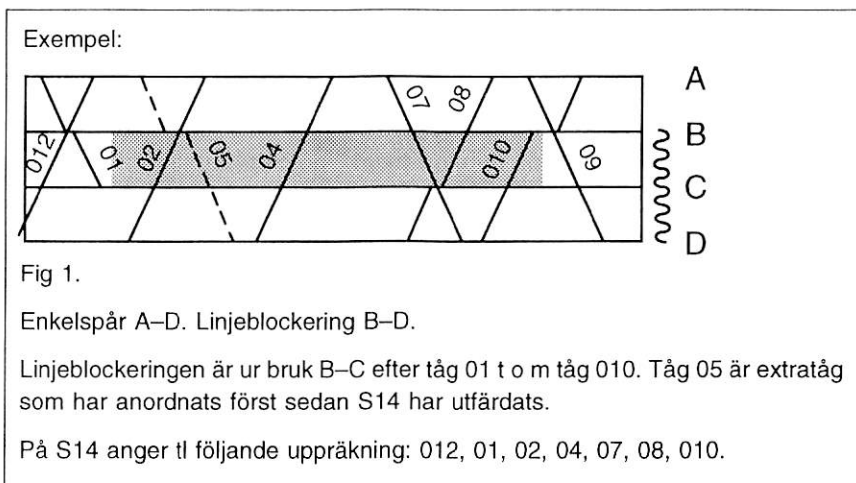 Exempel:
A
07
08
B
012
01
02
05
04
010
09
C
D
Fig 1.
Enkelspår A–D. Linjeblockering B–D.
Linjeblockeringen är ur bruk B–C efter tåg 01 t o m tåg 010. Tåg 05 är extratåg
som har anordnats först sedan S14 har utfärdats.
På S14 anger tl följande uppräkning: 012, 01, 02, 04, 07, 08, 010.